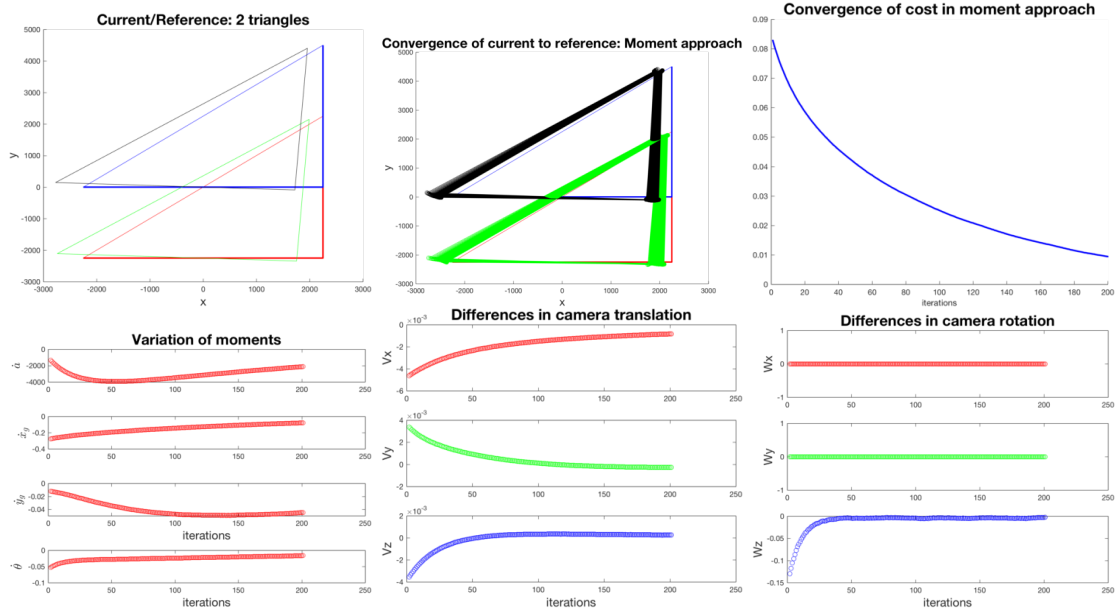 Current/Reference: 2 triangles
5000
4000
3000
2000
1000
0
-1000
-2000
-3000
y
-3000 -2000 -1000 0 1000 2000 3000
x
Convergence of current to reference: Moment approach
5000
4000
3000
2000
1000
0
-1000
-2000
-3000
y
-3000 -2000 -1000 0 1000 2000 3000
x
Convergence of cost in moment approach
0.09
0.08
0.07
0.06
0.05
0.04
0.03
0.02
0.01
0 20 40 60 80 100 120 140 160 180 200
iterations
Variation of moments
0
-2000
-4000
ȧ
0 50 100 150 200 250
0
-0.2
-0.4
ẋg
0 50 100 150 200 250
0
-0.02
-0.04
ẏg
0 50 100 150 200 250
iterations
0
-0.05
-0.1
θ̇
0 50 100 150 200 250
Differences in camera translation
×10⁻³
0
-2
-4
-6
Vx
0 50 100 150 200 250
×10⁻³
4
2
0
-2
Vy
0 50 100 150 200 250
×10⁻³
2
0
-2
-4
Vz
0 50 100 150 200 250
iterations
Differences in camera rotation
1
0
-1
Wx
0 50 100 150 200 250
1
0
-1
Wy
0 50 100 150 200 250
0
-0.05
-0.1
-0.15
Wz
0 50 100 150 200 250
iterations